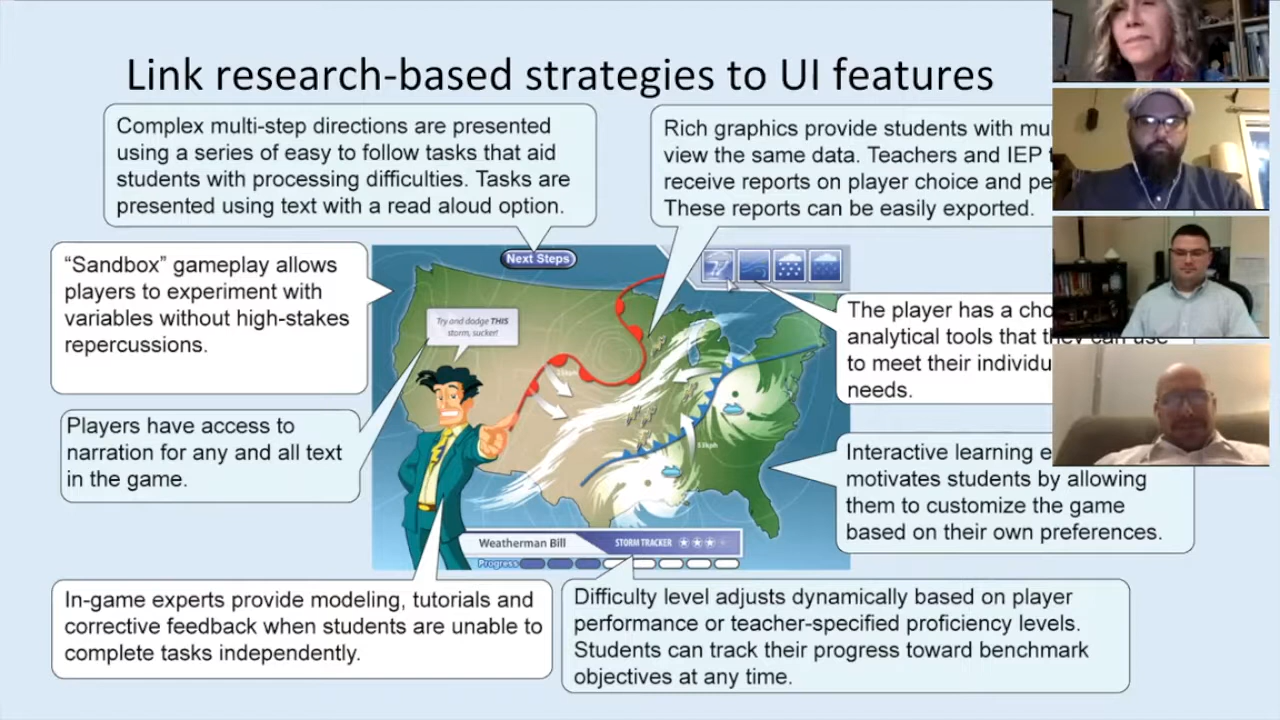 Link research-based strategies to UI features
Complex multi-step directions are presented
using a series of easy to follow tasks that aid
students with processing difficulties. Tasks are
presented using text with a read aloud option.
Rich graphics provide students with
view the same data. Teachers and IEP
receive reports on player choice and
These reports can be easily exported.
"Sandbox" gameplay allows
players to experiment with
variables without high-stakes
repercussions.
Next Steps
Try and dodge THIS
storm, sucker!
The player has a
analytical tools that they can use
to meet their
needs.
Players have access to
narration for any and all text
in the game.
Interactive learning
motivates students by allowing
them to customize the game
based on their own preferences.
Weatherman Bill
STORM TRACKER
Progress
In-game experts provide modeling, tutorials and
corrective feedback when students are unable to
complete tasks independently.
Difficulty level adjusts dynamically based on player
performance or teacher-specified proficiency levels.
Students can track their progress toward benchmark
objectives at any time.